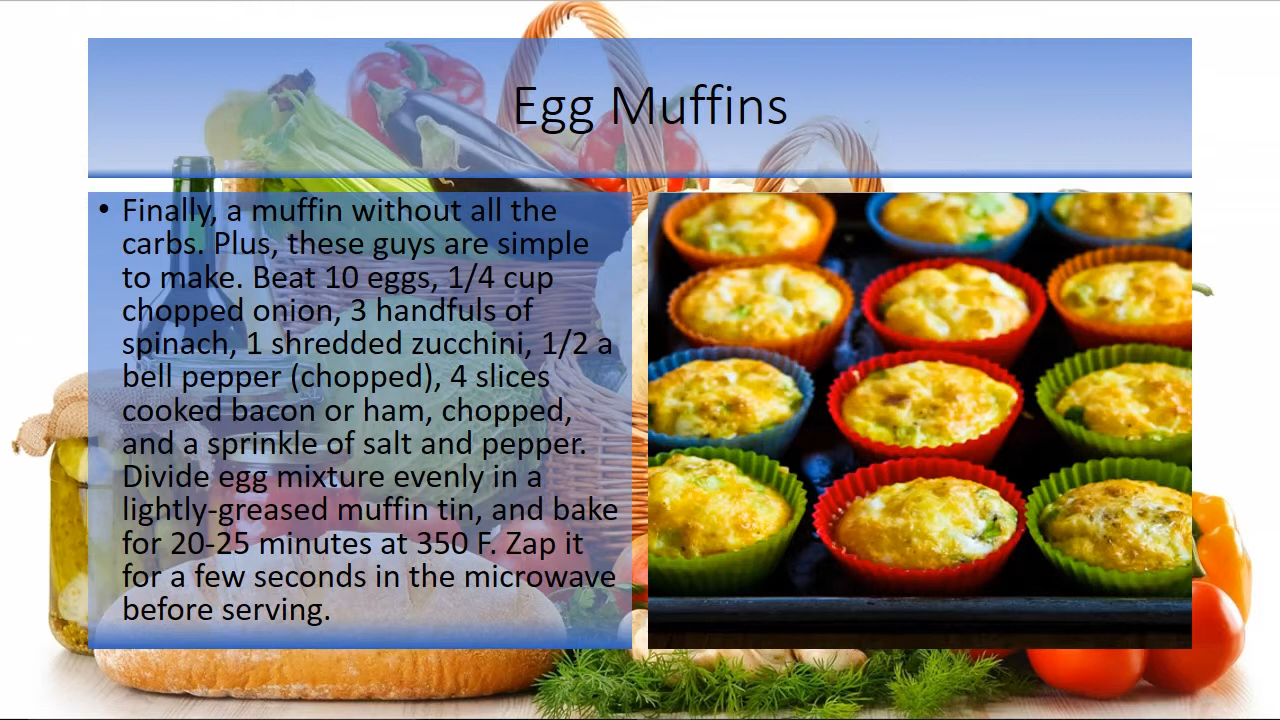 Egg Muffins
• Finally, a muffin without all the
carbs. Plus, these guys are simple
to make. Beat 10 eggs, 1/4 cup
chopped onion, 3 handfuls of
spinach, 1 shredded zucchini, 1/2 a
bell pepper (chopped), 4 slices
cooked bacon or ham, chopped,
and a sprinkle of salt and pepper.
Divide egg mixture evenly in a
lightly-greased muffin tin, and bake
for 20-25 minutes at 350 F. Zap it
for a few seconds in the microwave
before serving.